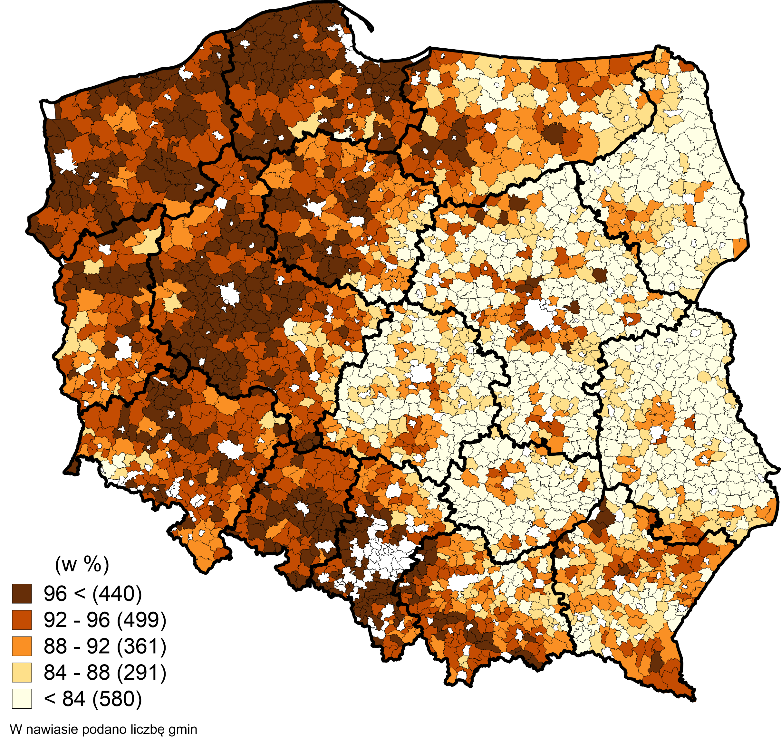 (w %)
96 < (440)
92 - 96 (499)
88 - 92 (361)
84 - 88 (291)
< 84 (580)
W nawiasie podano liczbę gmin